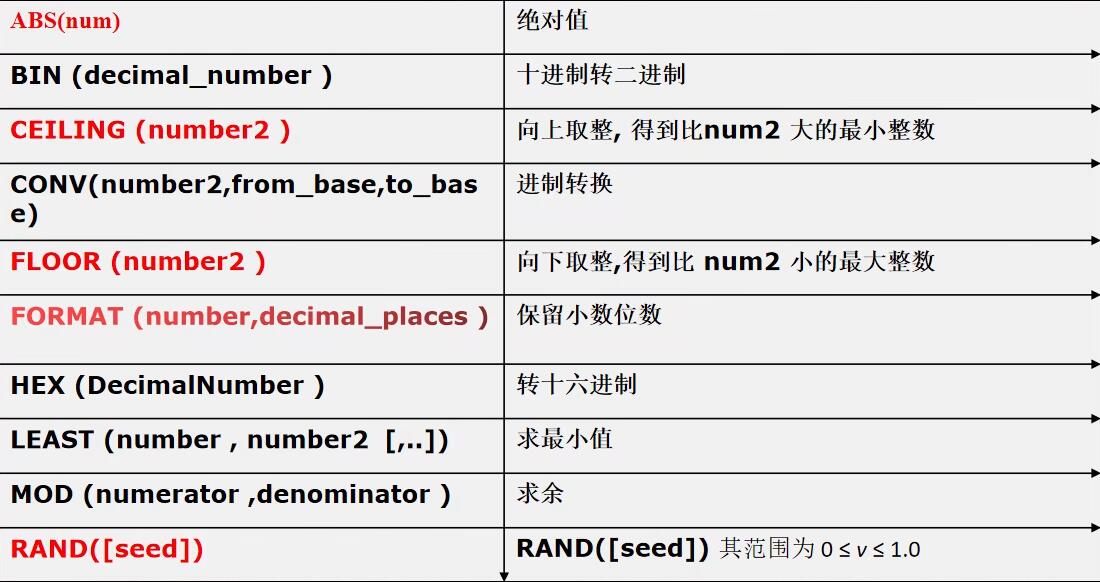 ABS(num)
绝对值
BIN (decimal_number )
十进制转二进制
CEILING (number2 )
向上取整, 得到比num2 大的最小整数
CONV(number2,from_base,to_bas
e)
进制转换
FLOOR (number2 )
向下取整,得到比 num2 小的最大整数
FORMAT (number,decimal_places )
保留小数位数
HEX (DecimalNumber )
转十六进制
LEAST (number , number2  [,..])
求最小值
MOD (numerator ,denominator )
求余
RAND([seed])
RAND([seed]) 其范围为 0 ≤ v ≤ 1.0